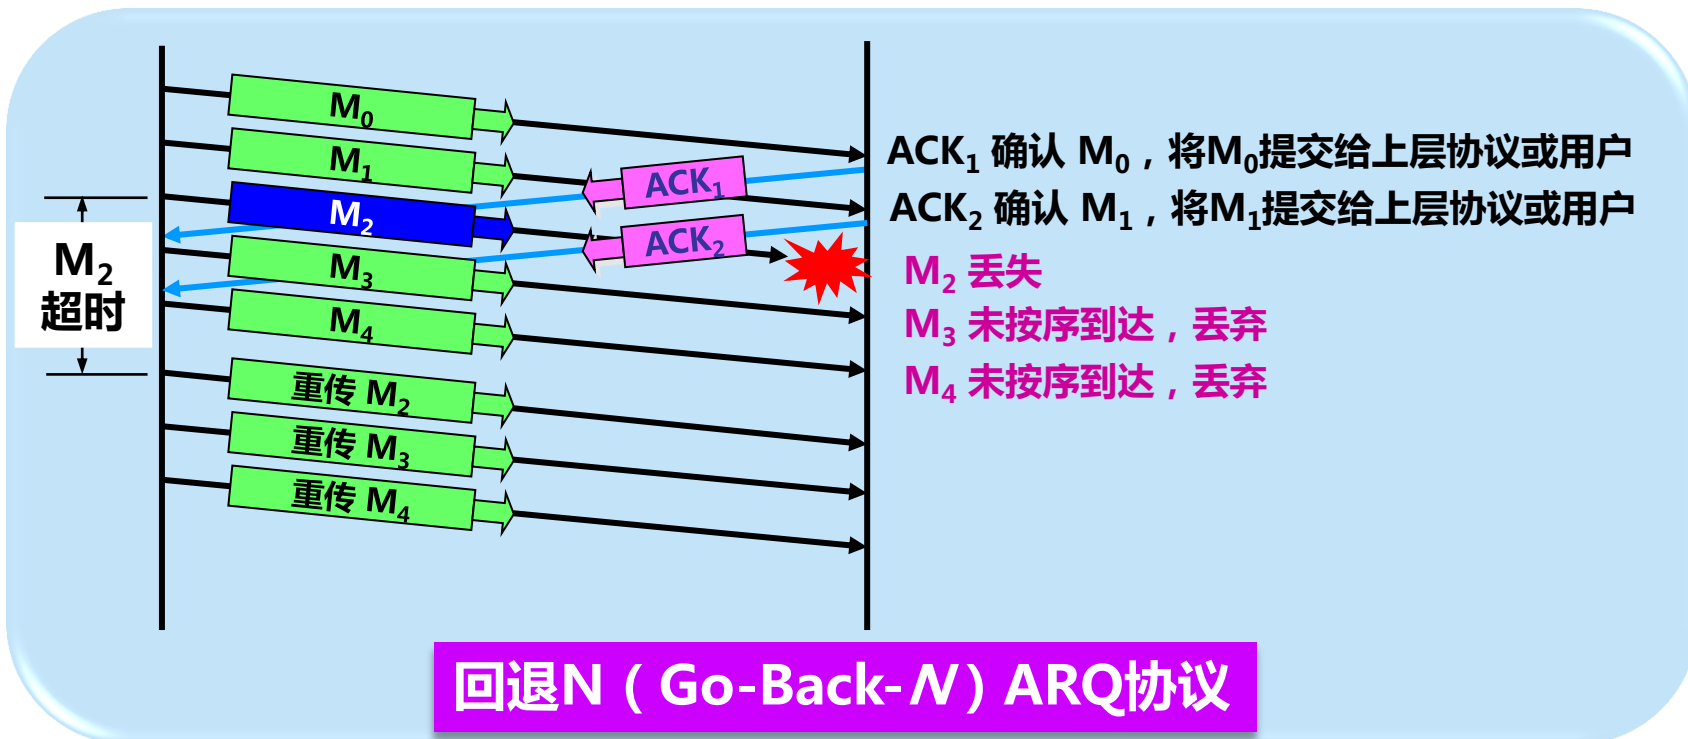 M₀
M₁
ACK₁
M₂
ACK₂
M₃
M₄
重传 M₂
重传 M₃
重传 M₄
M₂
超时
ACK₁ 确认 M₀，将M₀提交给上层协议或用户
ACK₂ 确认 M₁，将M₁提交给上层协议或用户
M₂ 丢失
M₃ 未按序到达，丢弃
M₄ 未按序到达，丢弃
回退N（Go-Back-N）ARQ协议